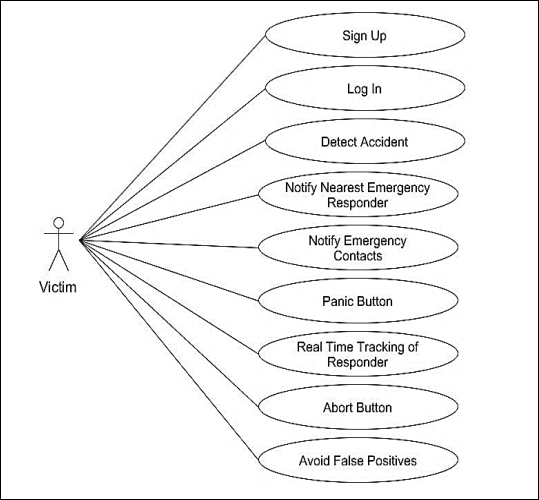 Sign Up
Log In
Detect Accident
Notify Nearest Emergency
Responder
Notify Emergency
Contacts
Victim
Panic Button
Real Time Tracking of
Responder
Abort Button
Avoid False Positives